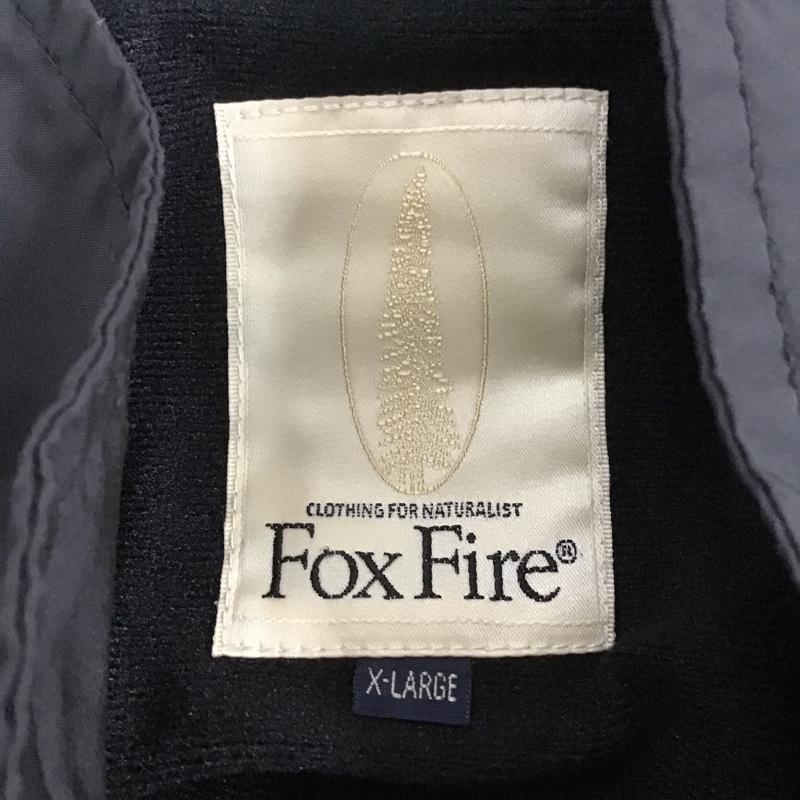 CLOTHING FOR NATURALIST
Fox Fire®
X-LARGE